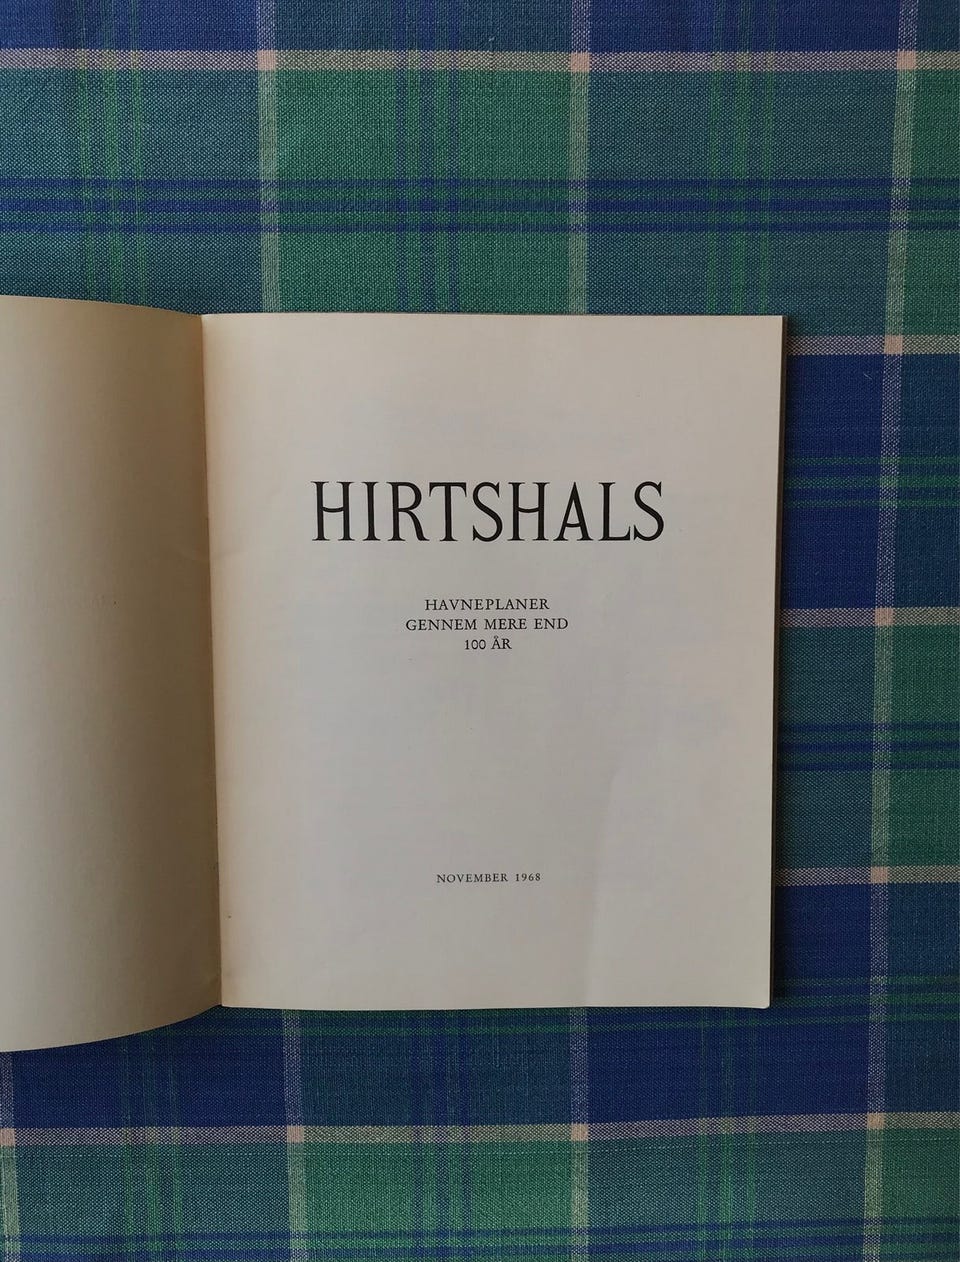 HIRTSHALS
HAVNEPLANER
GENNEM MERE END
100 ÅR
NOVEMBER 1968